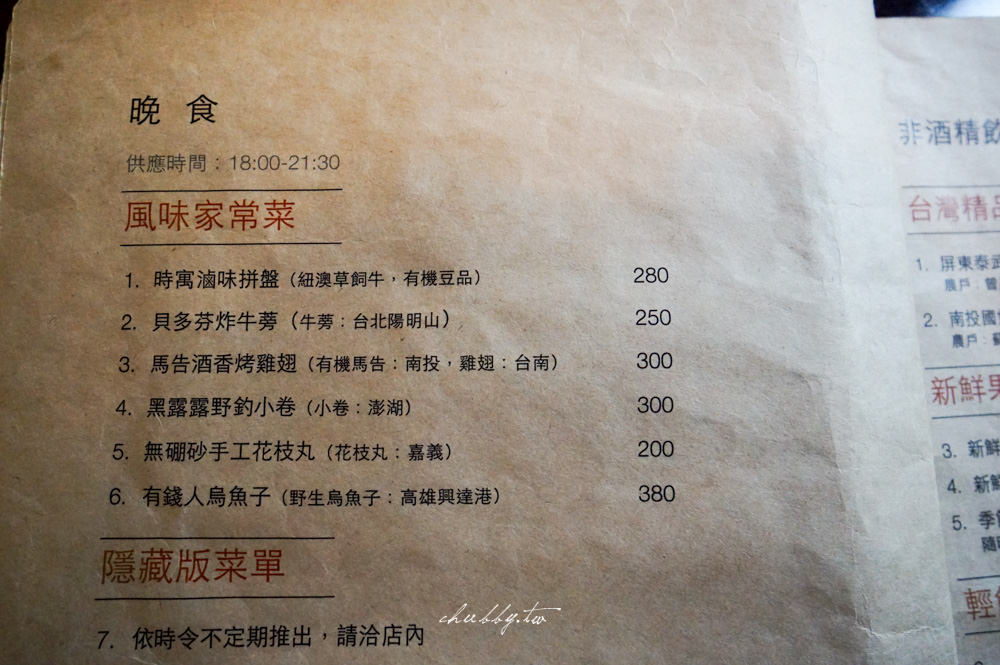 晚 食
供應時間：18:00-21:30
風味家常菜
1. 時寓滷味拼盤（紐澳草飼牛，有機豆品） 280
2. 貝多芬炸牛蒡（牛蒡：台北陽明山） 250
3. 馬告酒香烤雞翅（有機馬告：南投，雞翅：台南） 300
4. 黑露露野釣小卷（小卷：澎湖） 300
5. 無硼砂手工花枝丸（花枝丸：嘉義） 200
6. 有錢人烏魚子（野生烏魚子：高雄興達港） 380
隱藏版菜單
7. 依時令不定期推出，請洽店內
chubby.tw
非酒精飲
台灣精品
1. 屏東泰武
農戶：曾
2. 南投國
農戶：蘇
新鮮果
3. 新鮮
4. 新鮮
5. 季
隨
輕食